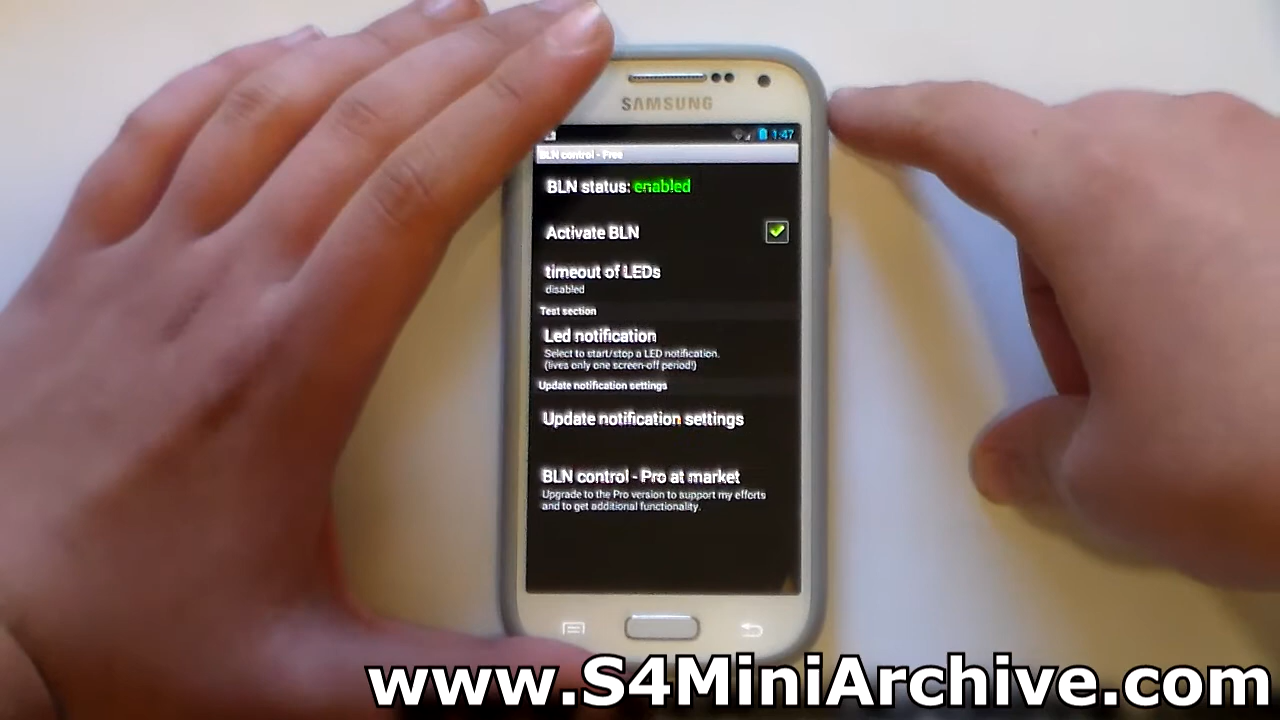 SAMSUNG
1:47
BLN control - Free
BLN status: enabled
Activate BLN
timeout of LEDs
disabled
Test section
Led notification
Select to start/stop a LED notification.
(lives only one screen-off period!)
Update notification settings
Update notification settings
BLN control - Pro at market
Upgrade to the Pro version to support my efforts
and to get additional functionality.
www.S4MiniArchive.com